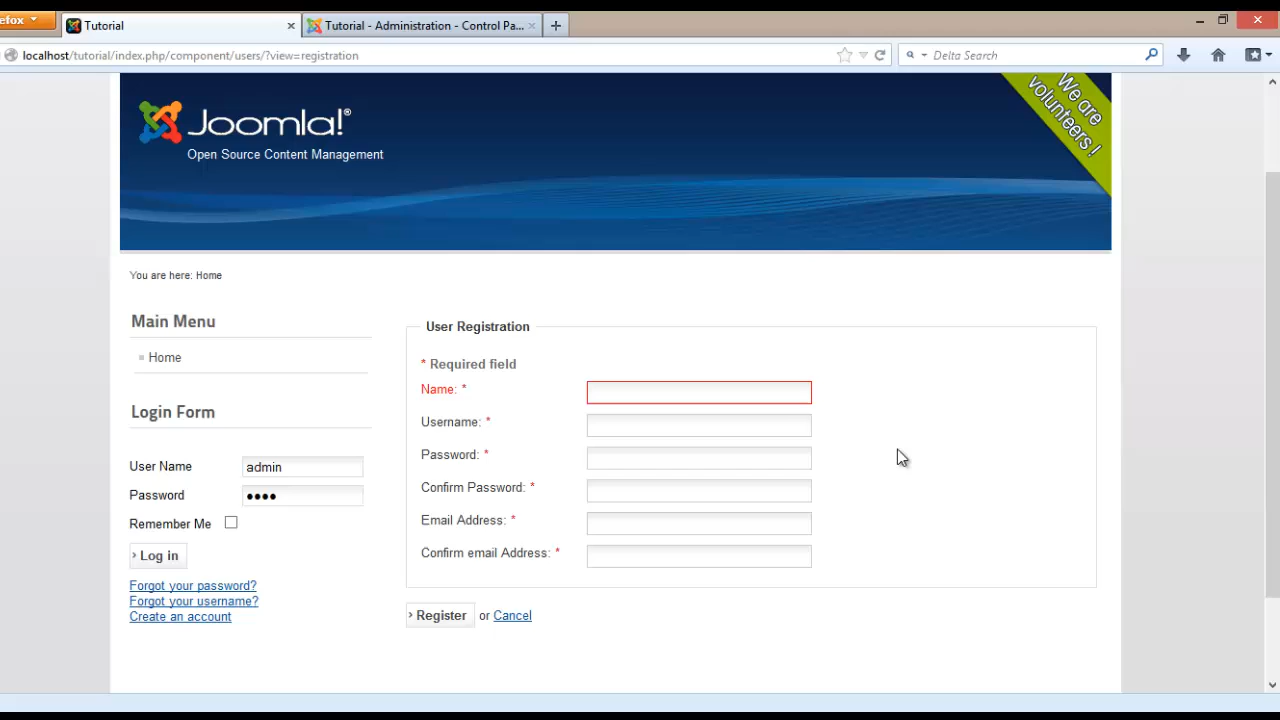 efox
Tutorial
Tutorial - Administration - Control Pa...
localhost/tutorial/index.php/component/users/?view=registration
Delta Search
Joomla!®
Open Source Content Management
We are
volunteers !
You are here: Home
Main Menu
Home
Login Form
User Name admin
Password ••••
Remember Me
Log in
Forgot your password?
Forgot your username?
Create an account
User Registration
* Required field
Name: *
Username: *
Password: *
Confirm Password: *
Email Address: *
Confirm email Address: *
Register or Cancel